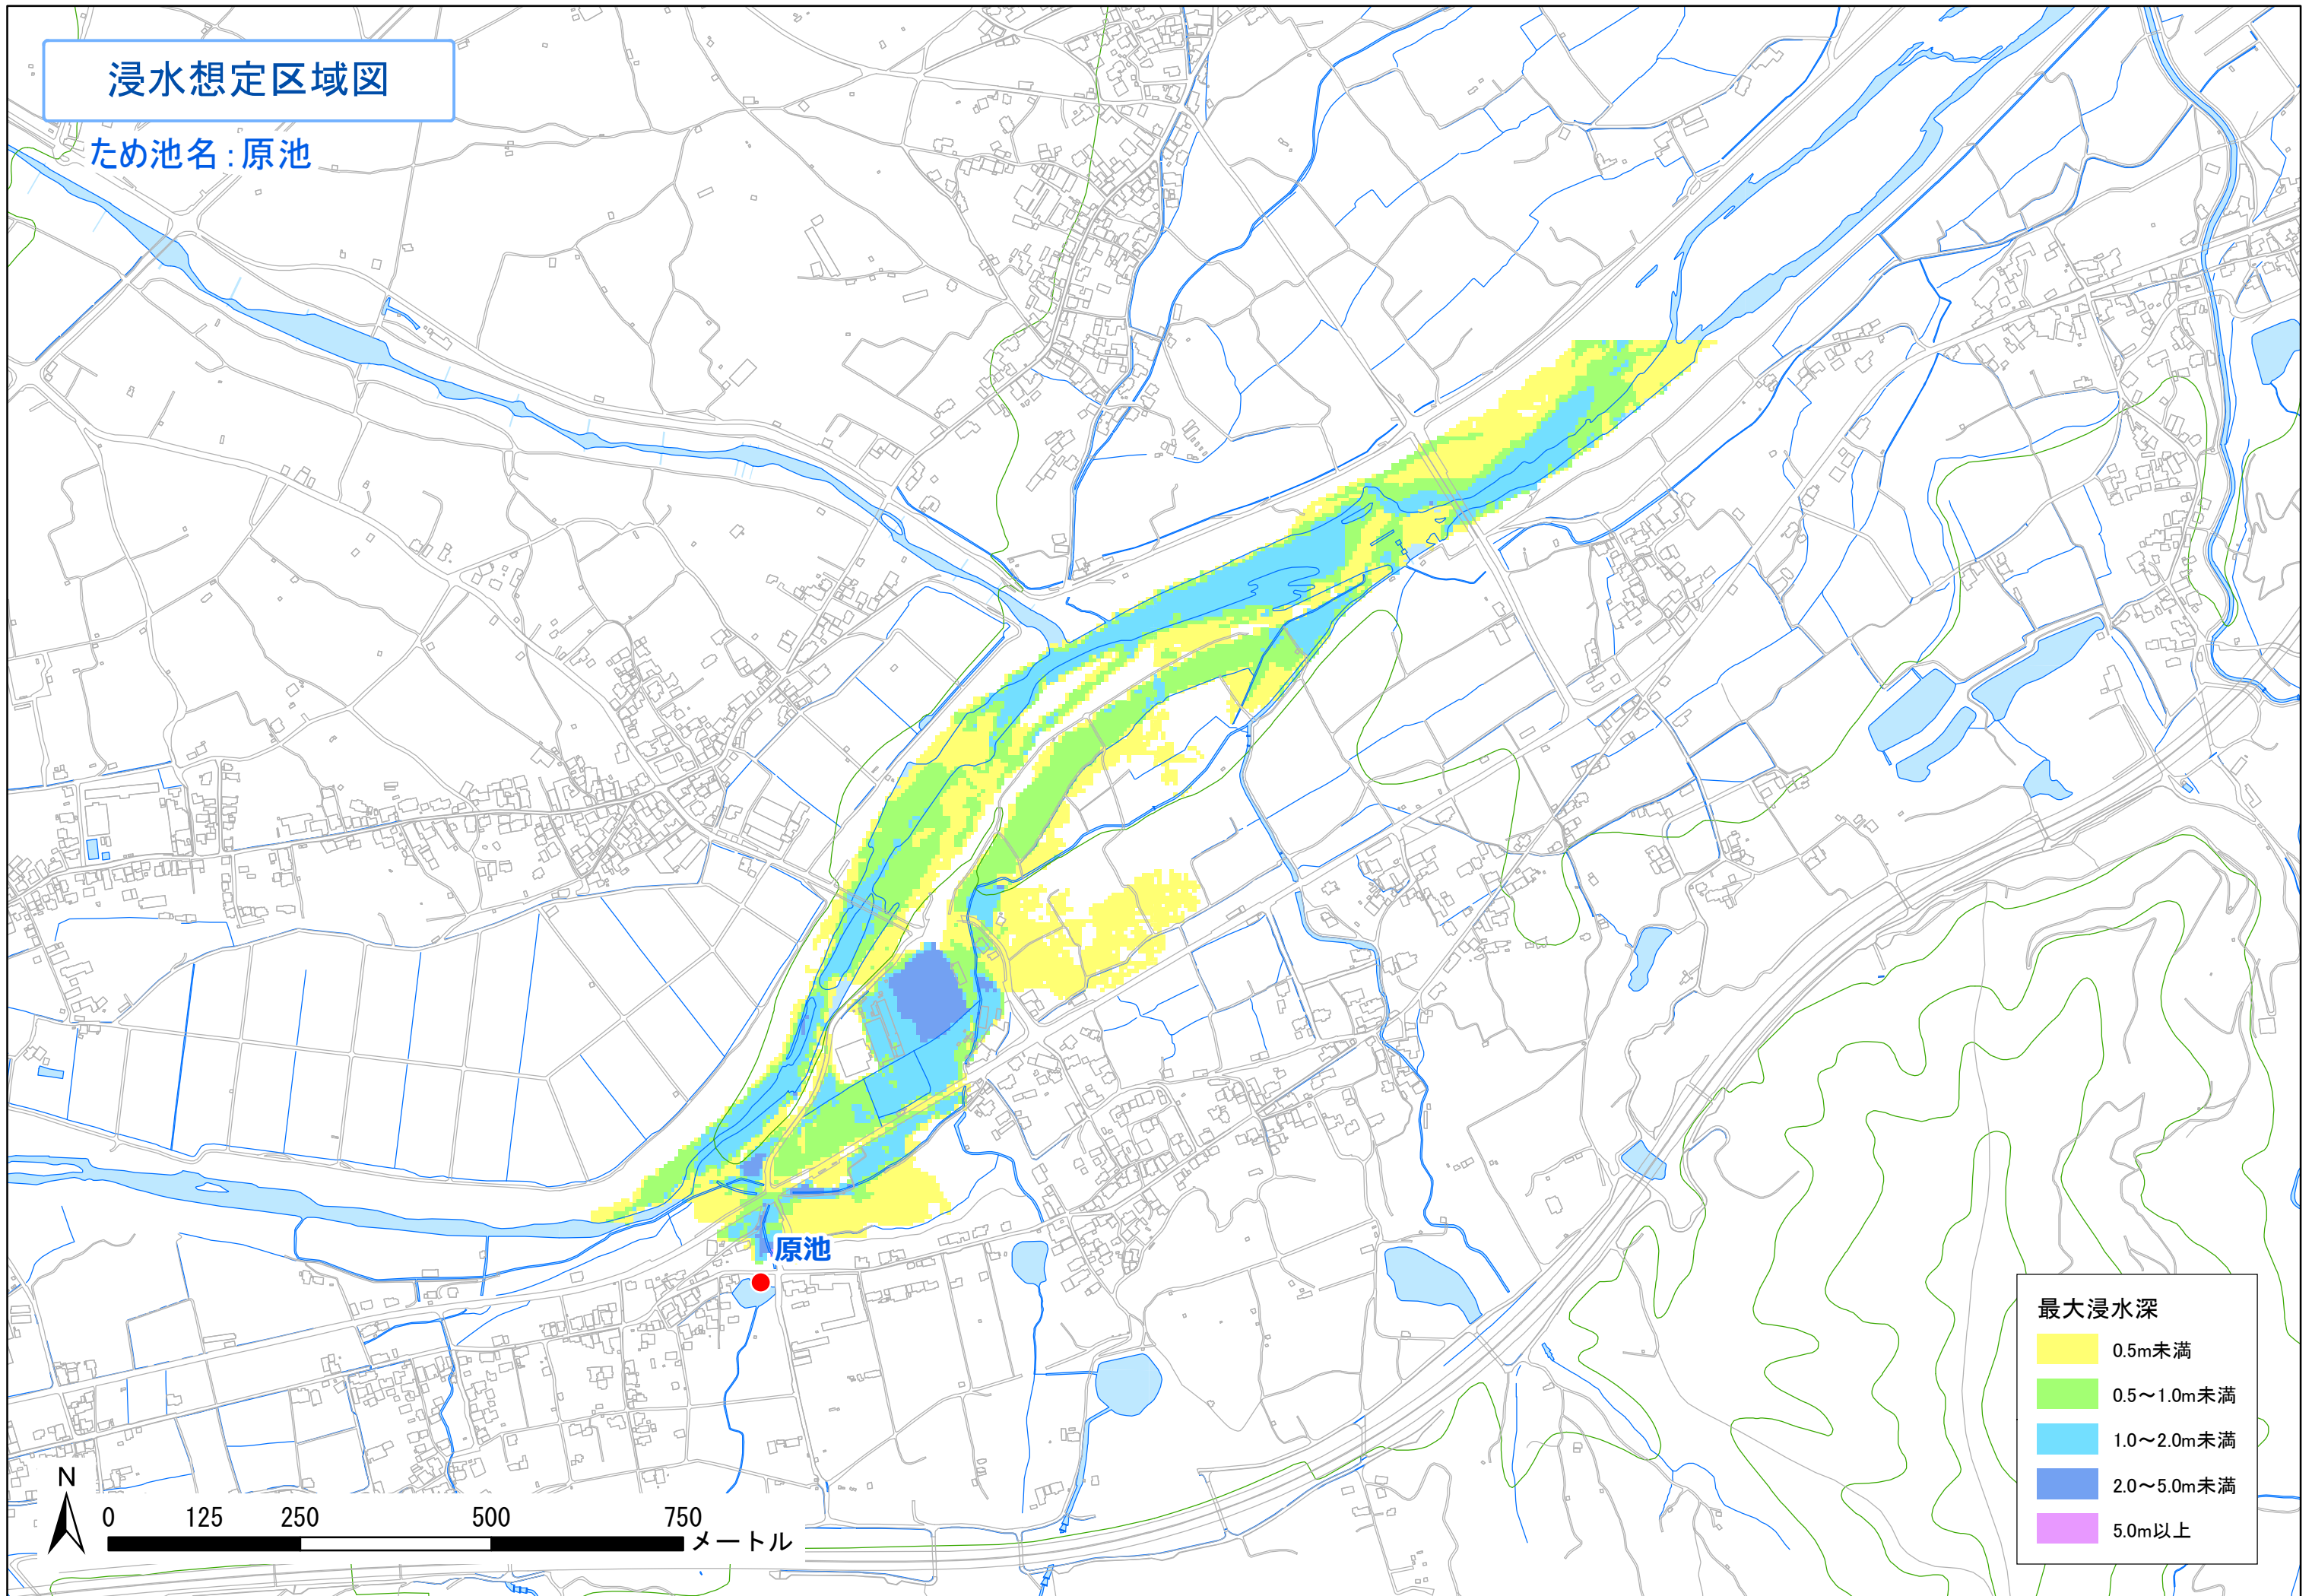 浸水想定区域図
ため池名：原池
原池
最大浸水深
0.5m未満
0.5～1.0m未満
1.0～2.0m未満
2.0～5.0m未満
5.0m以上
N
0 125 250 500 750 メートル